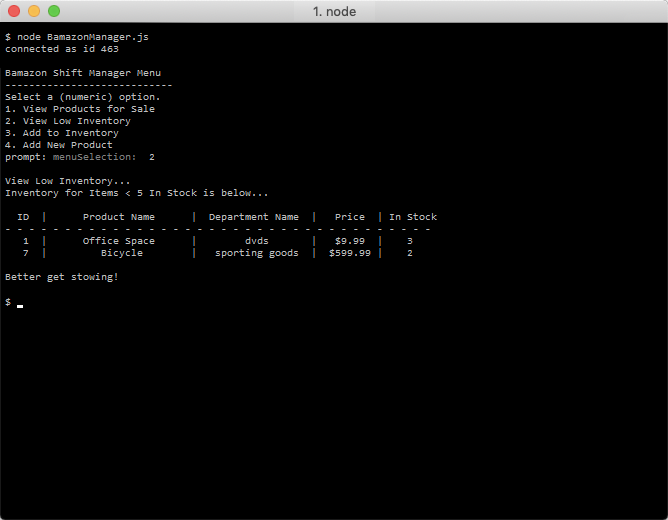 1. node
$ node BamazonManager.js
connected as id 463
Bamazon Shift Manager Menu
----------------------------
Select a (numeric) option.
1. View Products for Sale
2. View Low Inventory
3. Add to Inventory
4. Add New Product
prompt: menuSelection:  2
View Low Inventory...
Inventory for Items < 5 In Stock is below...
  ID  |      Product Name      |  Department Name  |   Price  | In Stock
- - - - - - - - - - - - - - - - - - - - - - - - - - - - - - - - - - - -
   1  |      Office Space      |        dvds       |   $9.99  |    3
   7  |         Bicycle        |   sporting goods  |  $599.99 |    2
Better get stowing!
$